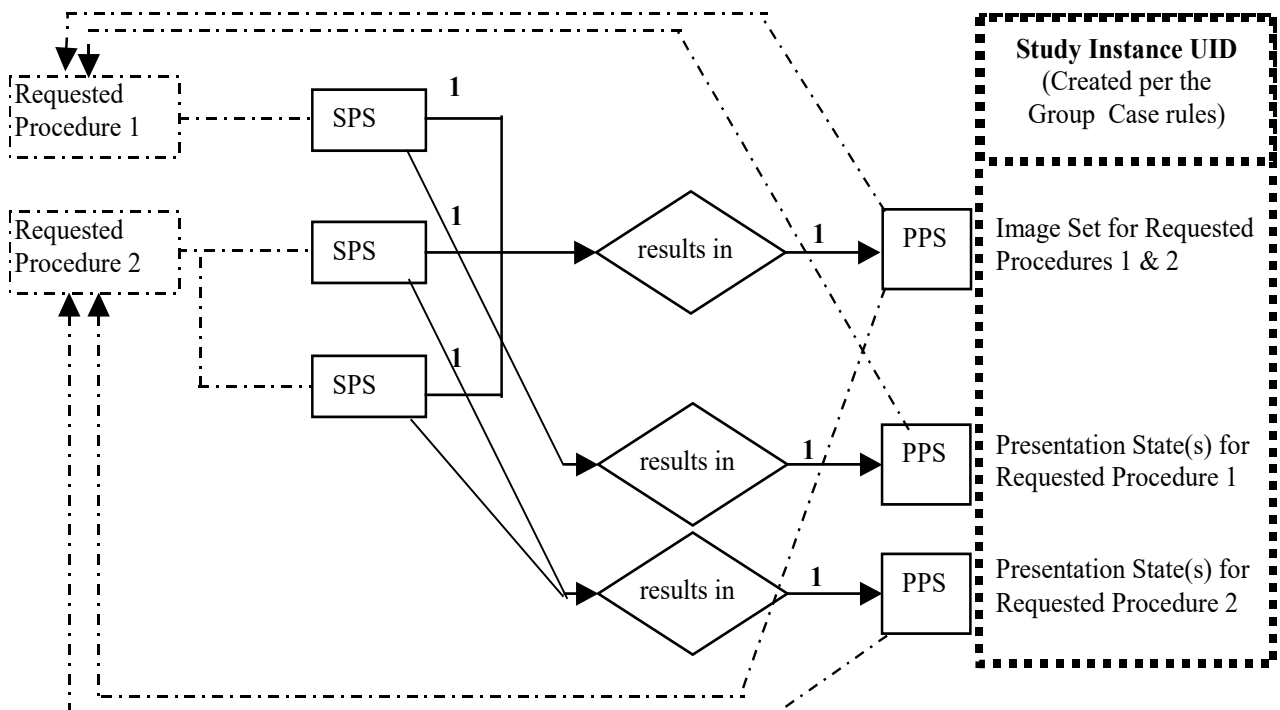 Requested
Procedure 1
SPS
1
Study Instance UID
(Created per the
Group Case rules)
Requested
Procedure 2
SPS
1
results in
1
PPS
Image Set for Requested
Procedures 1 & 2
SPS
1
results in
1
PPS
Presentation State(s) for
Requested Procedure 1
results in
1
PPS
Presentation State(s) for
Requested Procedure 2